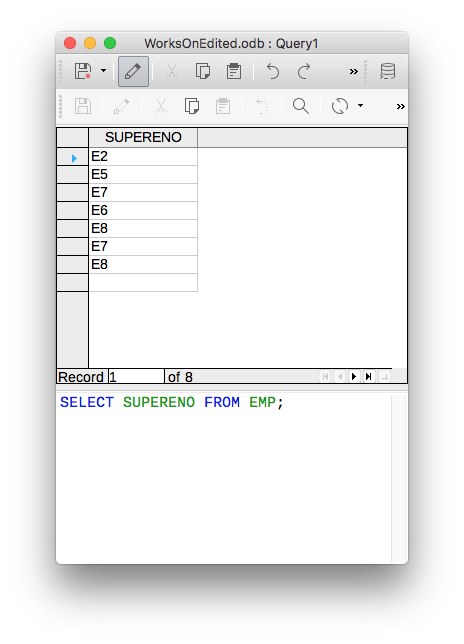 WorksOnEdited.odb : Query1
SUPERENO
E2
E5
E7
E6
E8
E7
E8
Record 1 of 8
SELECT SUPERENO FROM EMP;